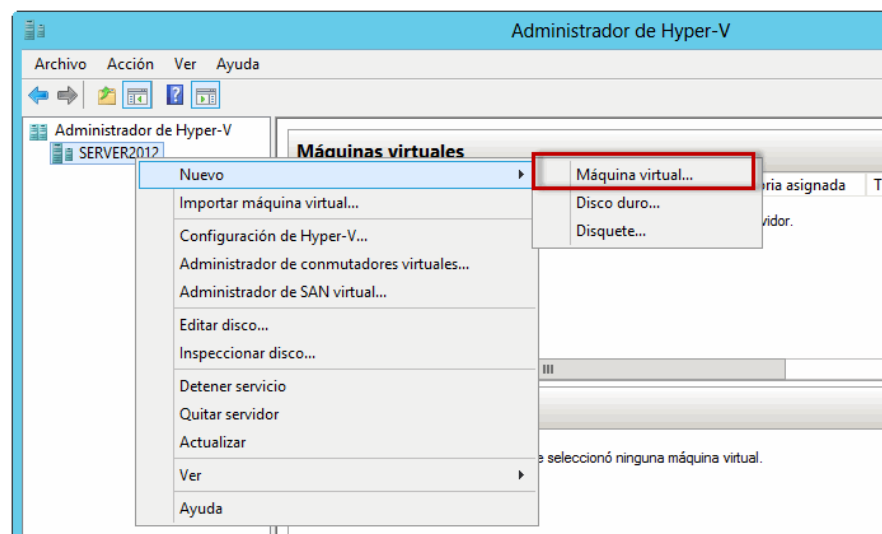 Administrador de Hyper-V
Archivo Acción Ver Ayuda
Administrador de Hyper-V
SERVER2012
Máquinas virtuales
Nuevo
Máquina virtual...
asignada T
Importar máquina virtual...
Disco duro...
Configuración de Hyper-V...
Disquete...
Administrador de conmutadores virtuales...
Administrador de SAN virtual...
Editar disco...
Inspeccionar disco...
Detener servicio
Quitar servidor
Actualizar
seleccionó ninguna máquina virtual.
Ver
Ayuda